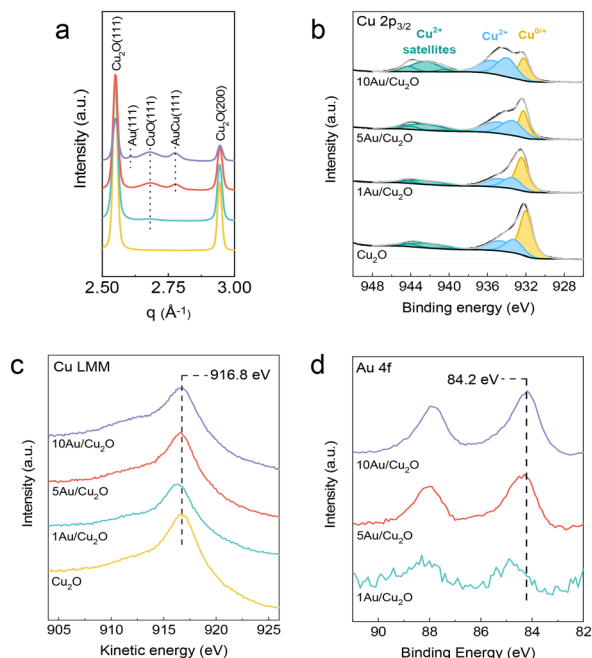 a
Cu₂O(111)
Au(111)
CuO(111)
AuCu(111)
Cu₂O(200)
Intensity (a.u.)
2.50 2.75 3.00
q (Å⁻¹)
b
Cu 2p₃/₂
Cu²⁺
satellites
Cu²⁺
Cu⁰/⁺
10Au/Cu₂O
5Au/Cu₂O
1Au/Cu₂O
Cu₂O
Intensity (a.u.)
948 944 940 936 932 928
Binding energy (eV)
c
Cu LMM
916.8 eV
10Au/Cu₂O
5Au/Cu₂O
1Au/Cu₂O
Cu₂O
Intensity (a.u.)
905 910 915 920 925
Kinetic energy (eV)
d
Au 4f
84.2 eV
10Au/Cu₂O
5Au/Cu₂O
1Au/Cu₂O
Intensity (a.u.)
90 88 86 84 82
Binding Energy (eV)